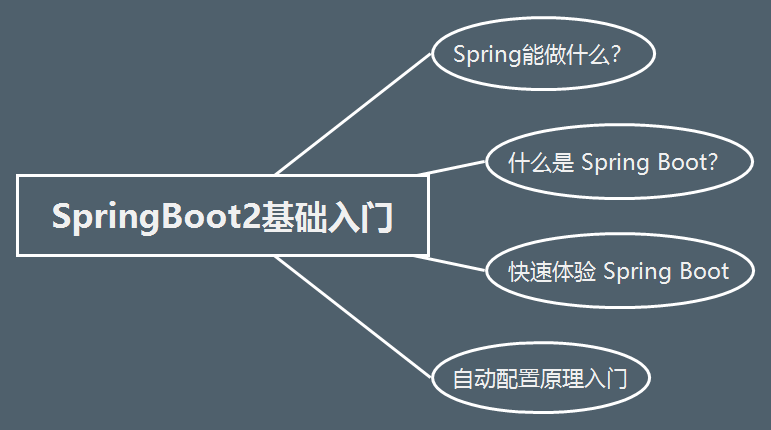 Spring能做什么？
什么是 Spring Boot？
SpringBoot2基础入门
快速体验 Spring Boot
自动配置原理入门